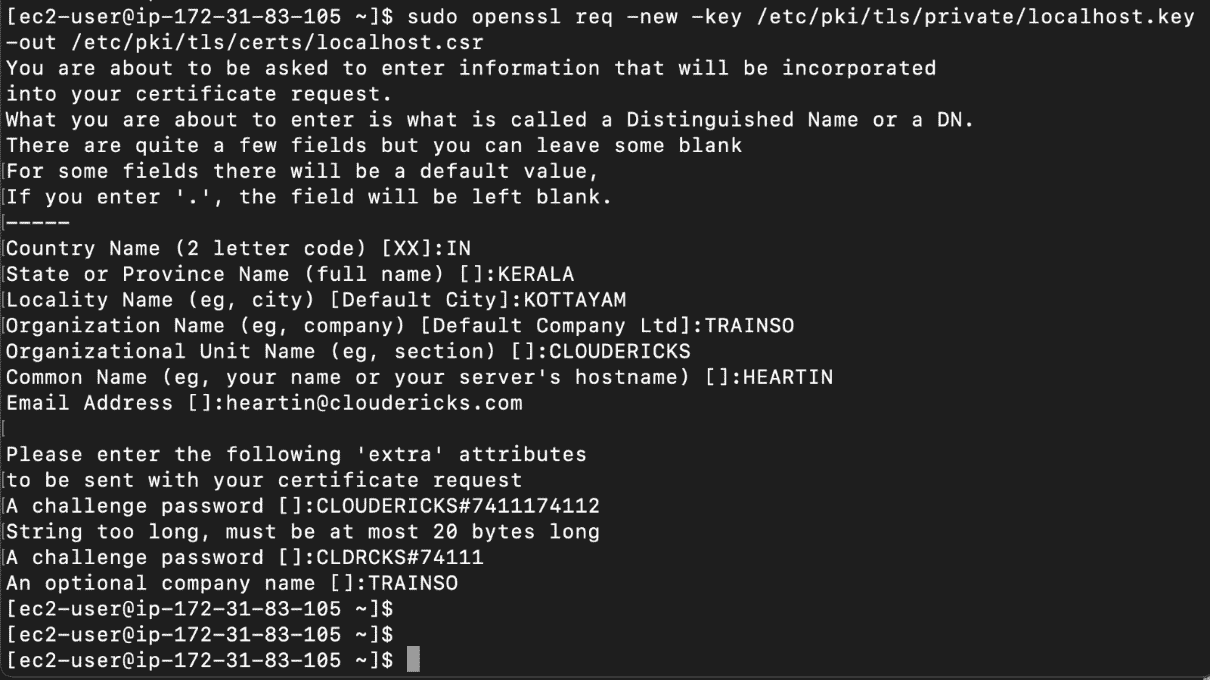 [ec2-user@ip-172-31-83-105 ~]$ sudo openssl req -new -key /etc/pki/tls/private/localhost.key
-out /etc/pki/tls/certs/localhost.csr
You are about to be asked to enter information that will be incorporated
into your certificate request.
What you are about to enter is what is called a Distinguished Name or a DN.
There are quite a few fields but you can leave some blank
For some fields there will be a default value,
If you enter '.', the field will be left blank.
-----
Country Name (2 letter code) [XX]:IN
State or Province Name (full name) []:KERALA
Locality Name (eg, city) [Default City]:KOTTAYAM
Organization Name (eg, company) [Default Company Ltd]:TRAINSO
Organizational Unit Name (eg, section) []:CLOUDERICKS
Common Name (eg, your name or your server's hostname) []:HEARTIN
Email Address []:heartin@cloudericks.com

Please enter the following 'extra' attributes
to be sent with your certificate request
A challenge password []:CLOUDERICKS#7411174112
String too long, must be at most 20 bytes long
A challenge password []:CLDRCKS#74111
An optional company name []:TRAINSO
[ec2-user@ip-172-31-83-105 ~]$
[ec2-user@ip-172-31-83-105 ~]$
[ec2-user@ip-172-31-83-105 ~]$